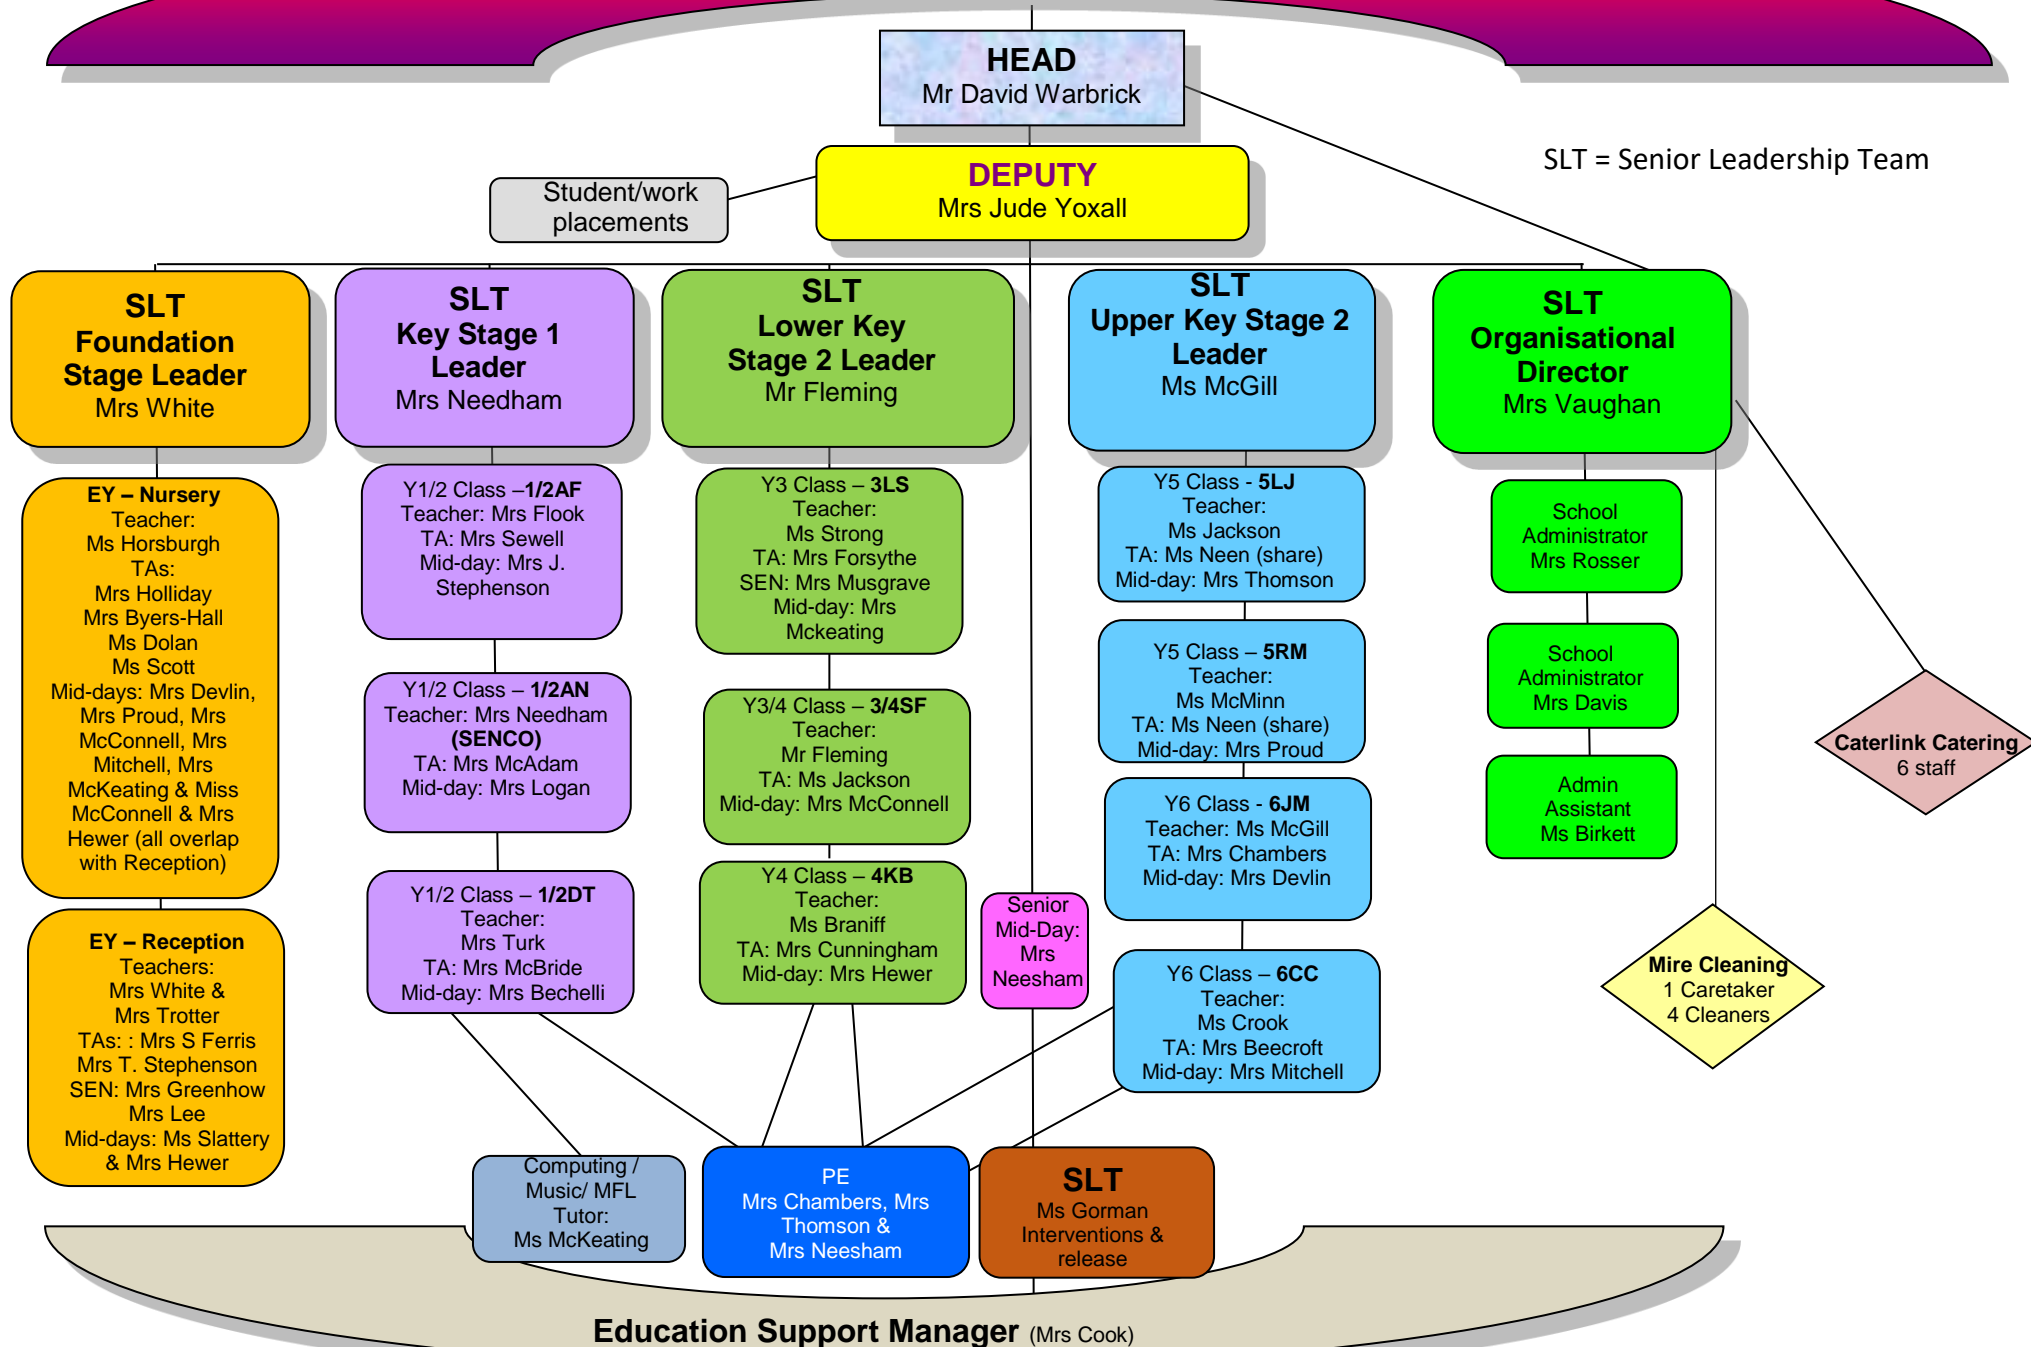 HEAD
Mr David Warbrick
SLT = Senior Leadership Team
DEPUTY
Mrs Jude Yoxall
Student/work
placements
SLT
Foundation
Stage Leader
Mrs White
SLT
Key Stage 1
Leader
Mrs Needham
SLT
Lower Key
Stage 2 Leader
Mr Fleming
SLT
Upper Key Stage 2
Leader
Ms McGill
SLT
Organisational
Director
Mrs Vaughan
EY – Nursery
Teacher:
Ms Horsburgh
TAs:
Mrs Holliday
Mrs Byers-Hall
Ms Dolan
Ms Scott
Mid-days: Mrs Devlin,
Mrs Proud, Mrs
McConnell, Mrs
Mitchell, Mrs
McKeating & Miss
McConnell & Mrs
Hewer (all overlap
with Reception)
EY – Reception
Teachers:
Mrs White &
Mrs Trotter
TAs: : Mrs S Ferris
Mrs T. Stephenson
SEN: Mrs Greenhow
Mrs Lee
Mid-days: Ms Slattery
& Mrs Hewer
Y1/2 Class –1/2AF
Teacher: Mrs Flook
TA: Mrs Sewell
Mid-day: Mrs J.
Stephenson
Y1/2 Class – 1/2AN
Teacher: Mrs Needham
(SENCO)
TA: Mrs McAdam
Mid-day: Mrs Logan
Y1/2 Class – 1/2DT
Teacher:
Mrs Turk
TA: Mrs McBride
Mid-day: Mrs Bechelli
Y3 Class – 3LS
Teacher:
Ms Strong
TA: Mrs Forsythe
SEN: Mrs Musgrave
Mid-day: Mrs
Mckeating
Y3/4 Class – 3/4SF
Teacher:
Mr Fleming
TA: Ms Jackson
Mid-day: Mrs McConnell
Y4 Class – 4KB
Teacher:
Ms Braniff
TA: Mrs Cunningham
Mid-day: Mrs Hewer
Senior
Mid-Day:
Mrs
Neesham
Y5 Class - 5LJ
Teacher:
Ms Jackson
TA: Ms Neen (share)
Mid-day: Mrs Thomson
Y5 Class – 5RM
Teacher:
Ms McMinn
TA: Ms Neen (share)
Mid-day: Mrs Proud
Y6 Class - 6JM
Teacher: Ms McGill
TA: Mrs Chambers
Mid-day: Mrs Devlin
Y6 Class – 6CC
Teacher:
Ms Crook
TA: Mrs Beecroft
Mid-day: Mrs Mitchell
School
Administrator
Mrs Rosser
School
Administrator
Mrs Davis
Admin
Assistant
Ms Birkett
Caterlink Catering
6 staff
Mire Cleaning
1 Caretaker
4 Cleaners
Computing /
Music/ MFL
Tutor:
Ms McKeating
PE
Mrs Chambers, Mrs
Thomson &
Mrs Neesham
SLT
Ms Gorman
Interventions &
release
Education Support Manager (Mrs Cook)